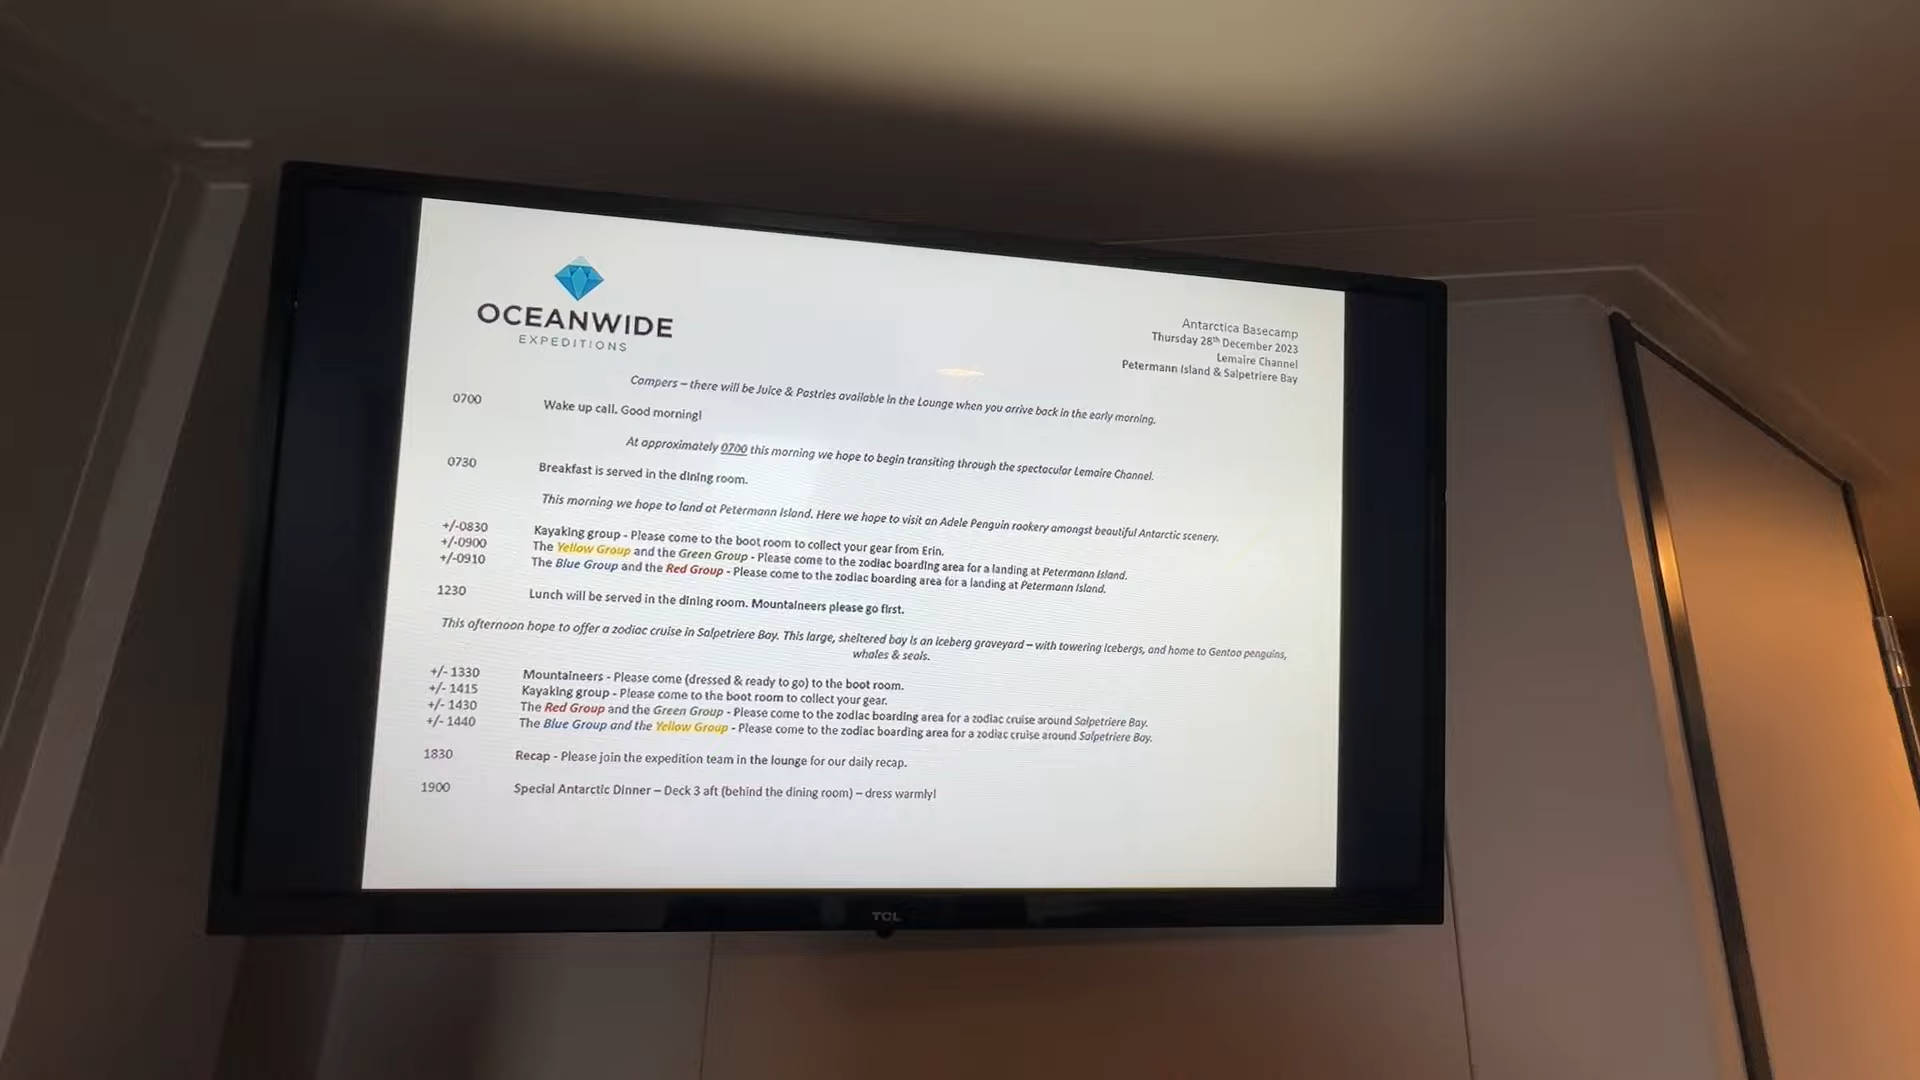 OCEANWIDE
EXPEDITIONS
Antarctica Basecamp
Thursday 28th December 2023
Lemaire Channel
Petermann Island & Salpetriere Bay
Campers – there will be Juice & Pastries available in the Lounge when you arrive back in the early morning.
0700 Wake up call. Good morning!
At approximately 0700 this morning we hope to begin transiting through the spectacular Lemaire Channel.
0730 Breakfast is served in the dining room.
This morning we hope to land at Petermann Island. Here we hope to visit an Adele Penguin rookery amongst beautiful Antarctic scenery.
+/-0830 Kayaking group - Please come to the boot room to collect your gear from Erin.
+/-0900 The Yellow Group and the Green Group - Please come to the zodiac boarding area for a landing at Petermann Island.
+/-0910 The Blue Group and the Red Group - Please come to the zodiac boarding area for a landing at Petermann Island.
1230 Lunch will be served in the dining room. Mountaineers please go first.
This afternoon hope to offer a zodiac cruise in Salpetriere Bay. This large, sheltered bay is an iceberg graveyard – with towering icebergs, and home to Gentoo penguins,
whales & seals.
+/- 1330 Mountaineers - Please come (dressed & ready to go) to the boot room.
+/- 1415 Kayaking group - Please come to the boot room to collect your gear.
+/- 1430 The Red Group and the Green Group - Please come to the zodiac boarding area for a zodiac cruise around Salpetriere Bay.
+/- 1440 The Blue Group and the Yellow Group - Please come to the zodiac boarding area for a zodiac cruise around Salpetriere Bay.
1830 Recap - Please join the expedition team in the lounge for our daily recap.
1900 Special Antarctic Dinner – Deck 3 aft (behind the dining room) – dress warmly!
TCL